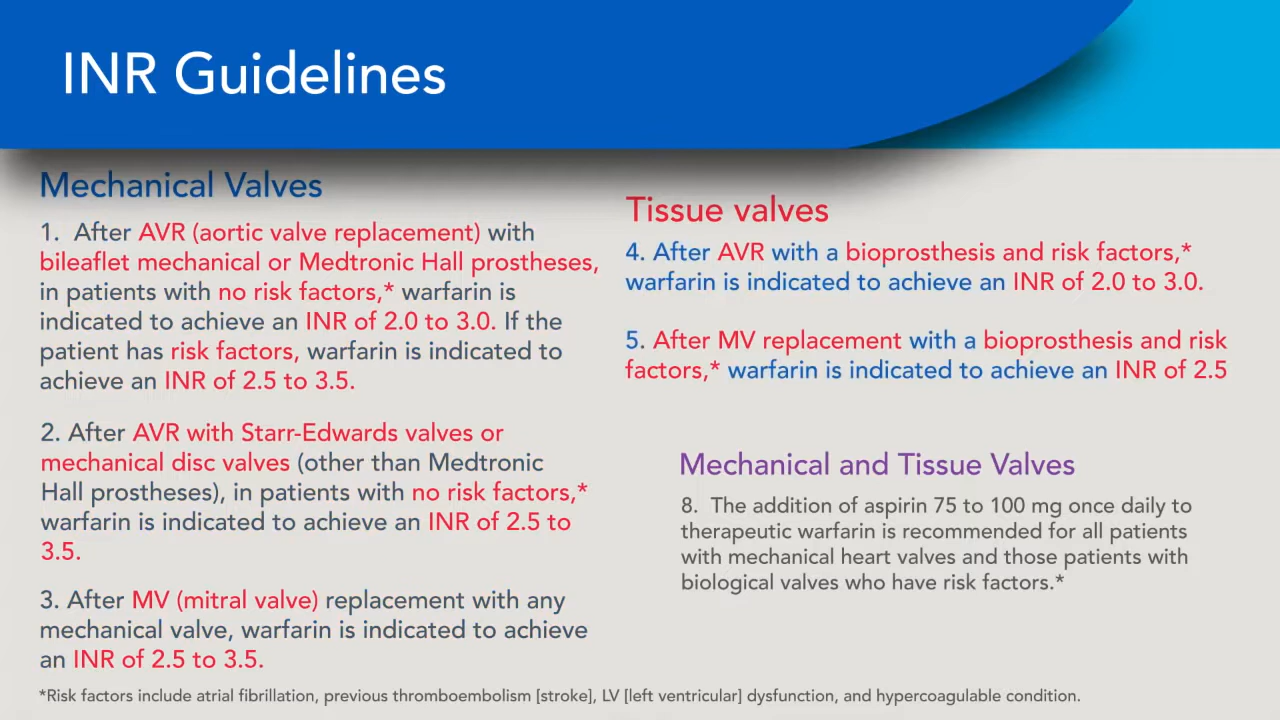 INR Guidelines
Mechanical Valves
1. After AVR (aortic valve replacement) with
bileaflet mechanical or Medtronic Hall prostheses,
in patients with no risk factors,* warfarin is
indicated to achieve an INR of 2.0 to 3.0. If the
patient has risk factors, warfarin is indicated to
achieve an INR of 2.5 to 3.5.
2. After AVR with Starr-Edwards valves or
mechanical disc valves (other than Medtronic
Hall prostheses), in patients with no risk factors,*
warfarin is indicated to achieve an INR of 2.5 to
3.5.
3. After MV (mitral valve) replacement with any
mechanical valve, warfarin is indicated to achieve
an INR of 2.5 to 3.5.
Tissue valves
4. After AVR with a bioprosthesis and risk factors,*
warfarin is indicated to achieve an INR of 2.0 to 3.0.
5. After MV replacement with a bioprosthesis and risk
factors,* warfarin is indicated to achieve an INR of 2.5
Mechanical and Tissue Valves
8. The addition of aspirin 75 to 100 mg once daily to
therapeutic warfarin is recommended for all patients
with mechanical heart valves and those patients with
biological valves who have risk factors.*
*Risk factors include atrial fibrillation, previous thromboembolism [stroke], LV [left ventricular] dysfunction, and hypercoagulable condition.